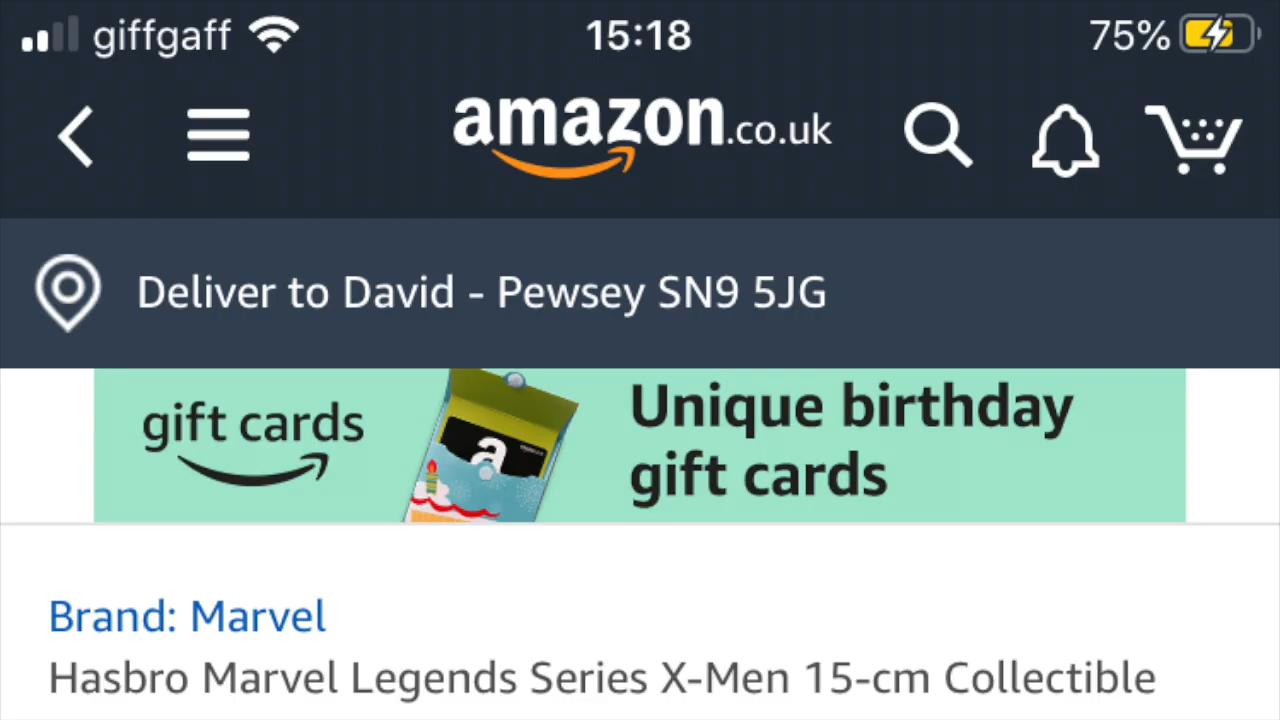 giffgaff 15:18 75%
amazon.co.uk
Deliver to David - Pewsey SN9 5JG
gift cards
a
Unique birthday
gift cards
Brand: Marvel
Hasbro Marvel Legends Series X-Men 15-cm Collectible